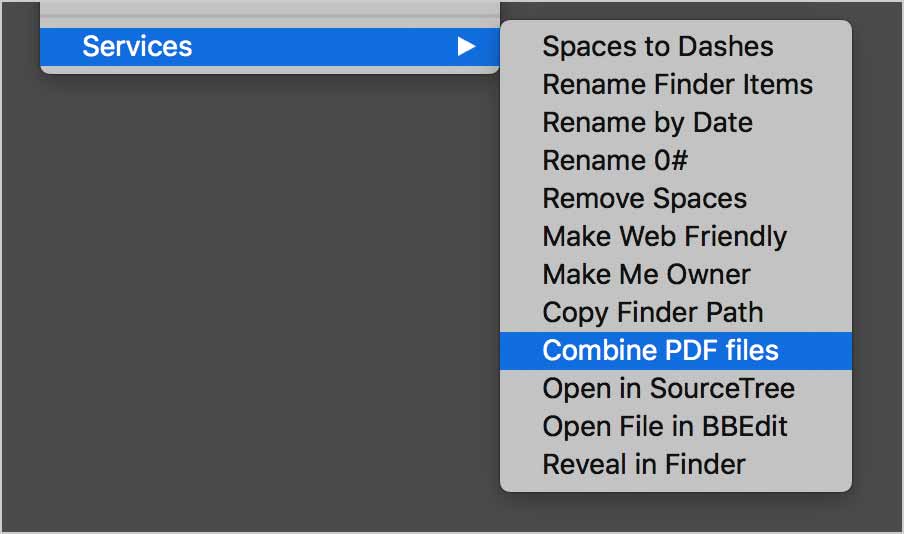 Services
Spaces to Dashes
Rename Finder Items
Rename by Date
Rename 0#
Remove Spaces
Make Web Friendly
Make Me Owner
Copy Finder Path
Combine PDF files
Open in SourceTree
Open File in BBEdit
Reveal in Finder